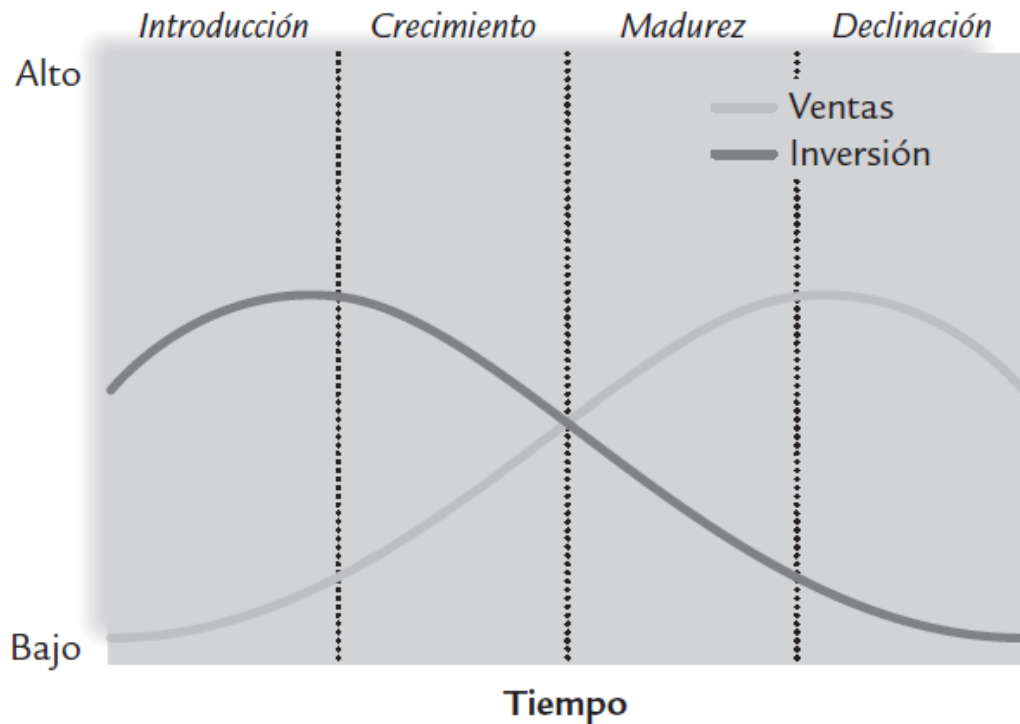 Introducción Crecimiento Madurez Declinación
Alto
Ventas
Inversión
Bajo
Tiempo